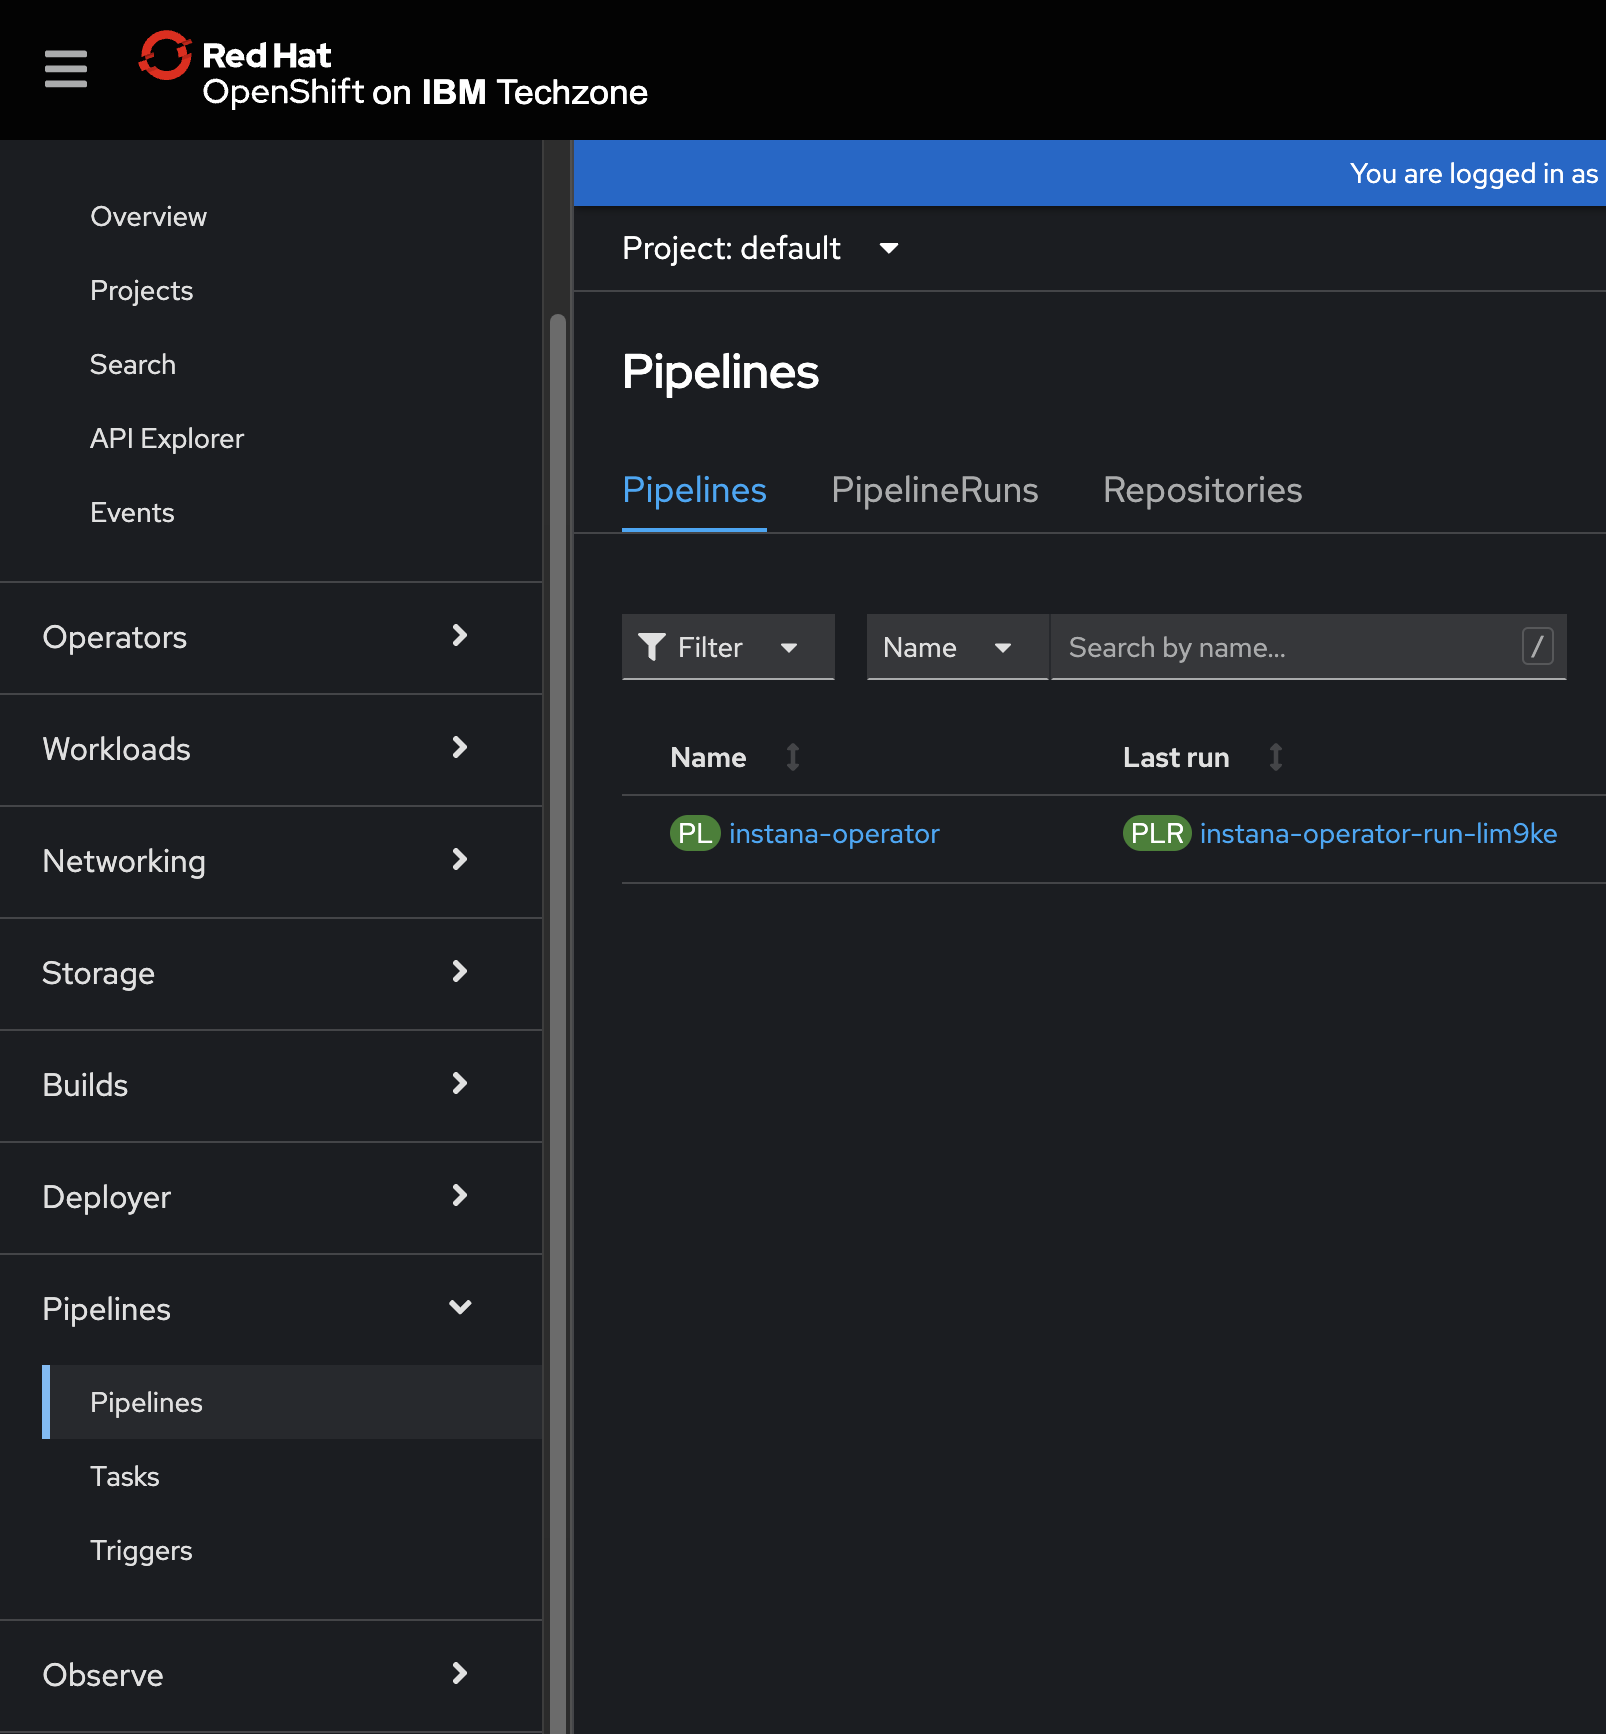 Red Hat
OpenShift on IBM Techzone
Overview
Projects
Search
API Explorer
Events
Operators
Workloads
Networking
Storage
Builds
Deployer
Pipelines
Pipelines
Tasks
Triggers
Observe
You are logged in as
Project: default
Pipelines
Pipelines PipelineRuns Repositories
Filter Name Search by name... /
Name Last run
PL instana-operator PLR instana-operator-run-lim9ke